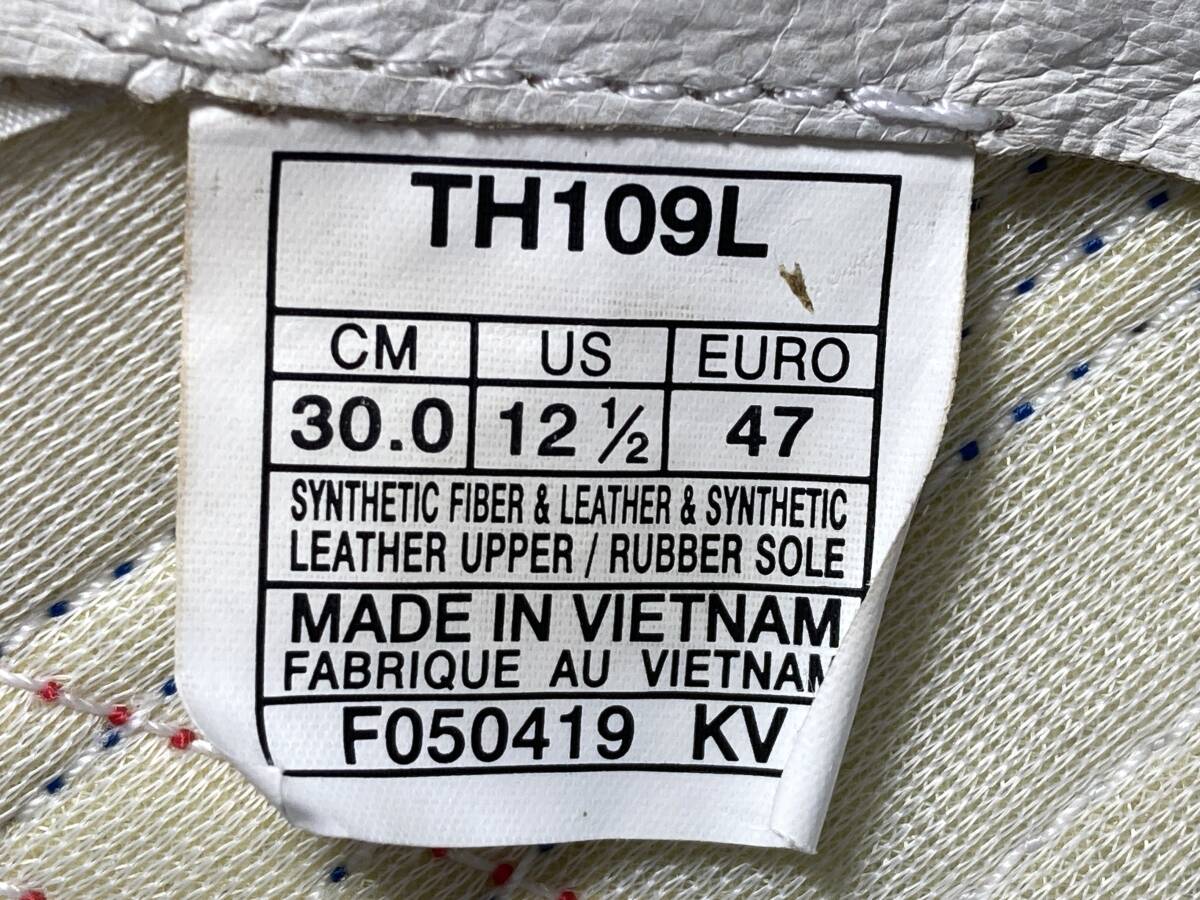 TH109L
CM US EURO
30.0 12 ½ 47
SYNTHETIC FIBER & LEATHER & SYNTHETIC
LEATHER UPPER / RUBBER SOLE
MADE IN VIETNAM
FABRIQUE AU VIETNAM
F050419 KV